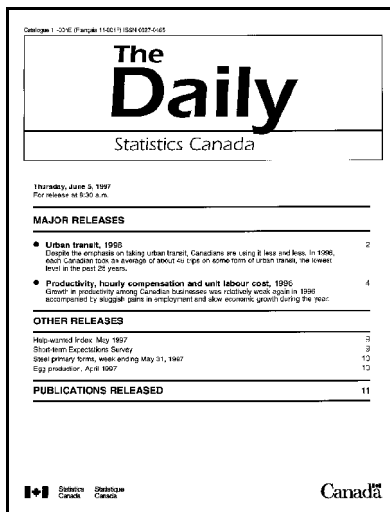 Catalogue 11-001E (Français 11-001F) ISSN 0827-0465
The
Daily
Statistics Canada
Thursday, June 5, 1997
For release at 8:30 a.m.
MAJOR RELEASES
● Urban transit, 1996 2
Despite the emphasis on taking urban transit, Canadians are using it less and less. In 1996,
each Canadian took an average of about 48 trips on some form of urban transit, the lowest
level in the past 25 years.
● Productivity, hourly compensation and unit labour cost, 1996 4
Growth in productivity among Canadian businesses was relatively weak again in 1996
accompanied by sluggish gains in employment and slow economic growth during the year.
OTHER RELEASES
Help-wanted Index May 1997 9
Short-term Expectations Survey 9
Steel primary forms, week ending May 31, 1997 10
Egg production, April 1997 10
PUBLICATIONS RELEASED 11
Statistics Statistique
Canada Canada
Canada